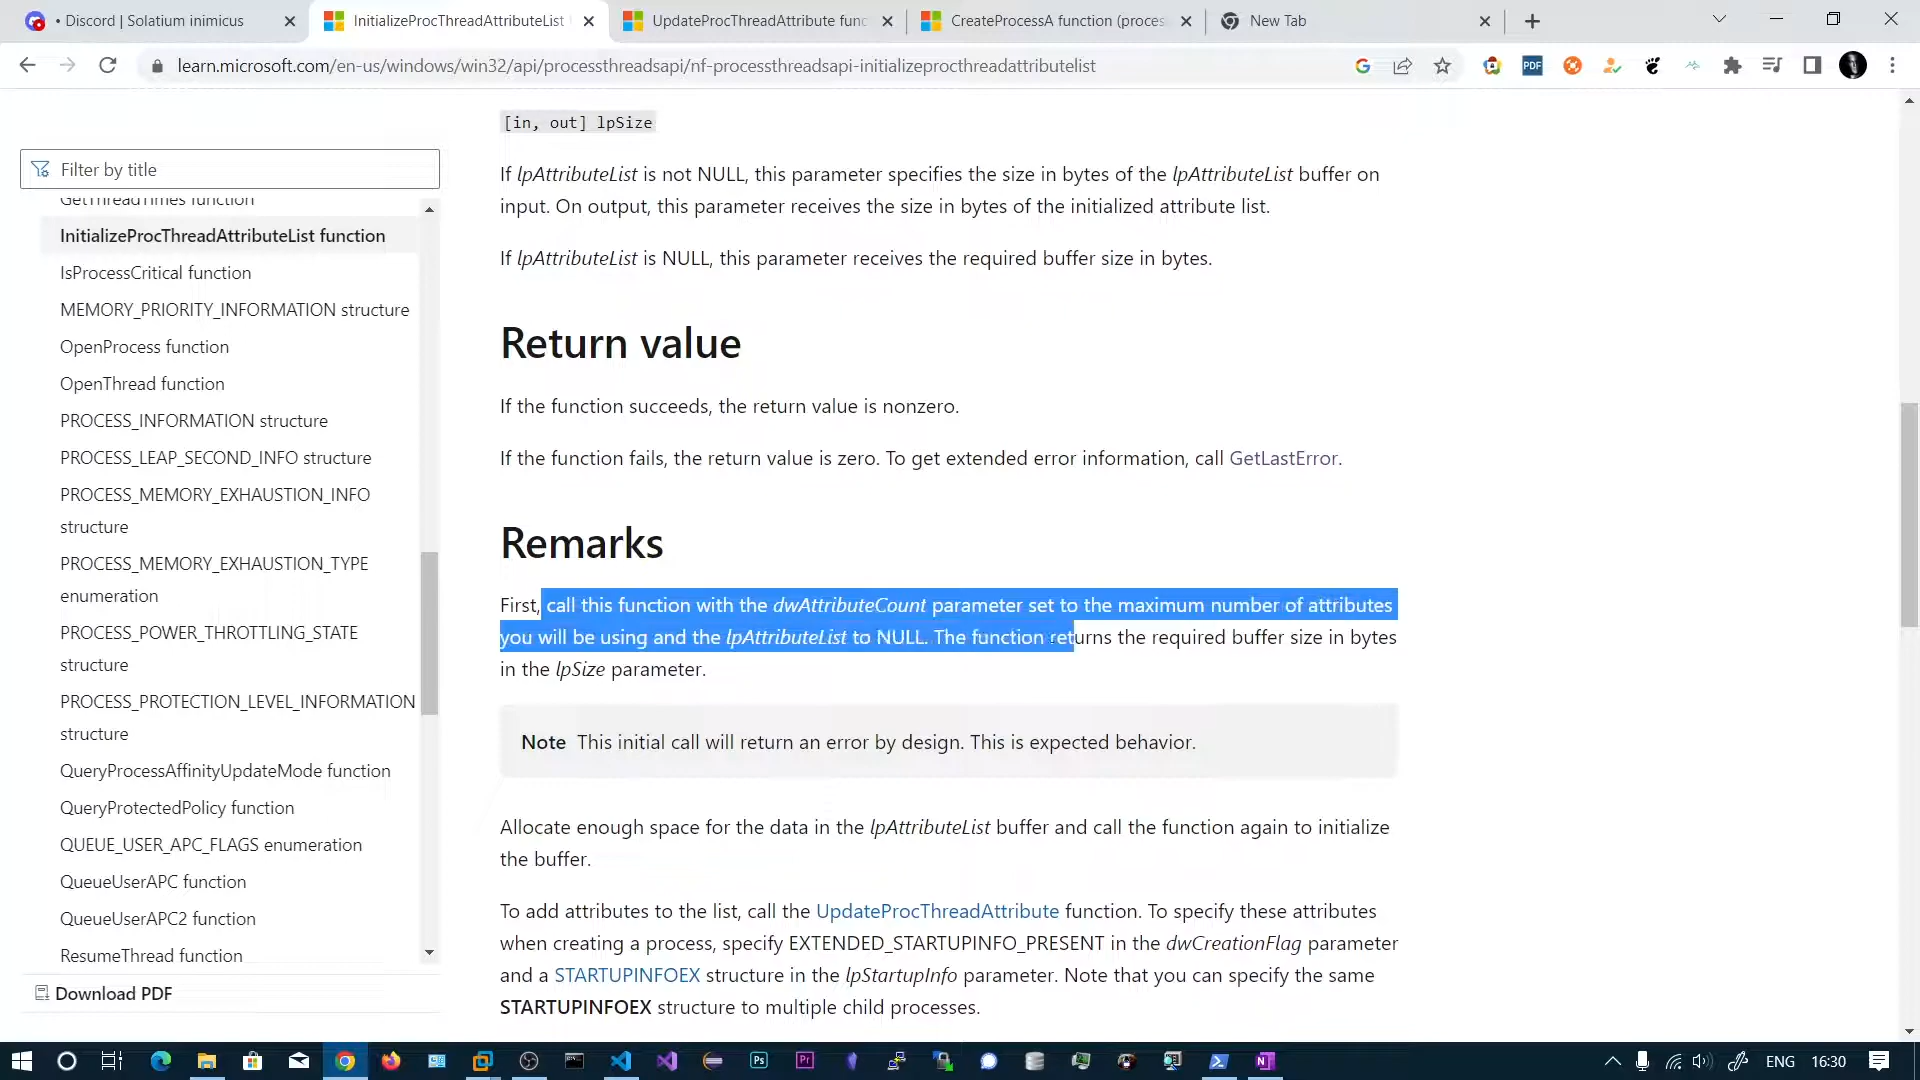 • Discord | Solatium inimicus
InitializeProcThreadAttributeList
UpdateProcThreadAttribute func
CreateProcessA function (proces
New Tab
learn.microsoft.com/en-us/windows/win32/api/processthreadsapi/nf-processthreadsapi-initializeprocthreadattributelist
Filter by title
GetThreadTimes function
InitializeProcThreadAttributeList function
IsProcessCritical function
MEMORY_PRIORITY_INFORMATION structure
OpenProcess function
OpenThread function
PROCESS_INFORMATION structure
PROCESS_LEAP_SECOND_INFO structure
PROCESS_MEMORY_EXHAUSTION_INFO
structure
PROCESS_MEMORY_EXHAUSTION_TYPE
enumeration
PROCESS_POWER_THROTTLING_STATE
structure
PROCESS_PROTECTION_LEVEL_INFORMATION
structure
QueryProcessAffinityUpdateMode function
QueryProtectedPolicy function
QUEUE_USER_APC_FLAGS enumeration
QueueUserAPC function
QueueUserAPC2 function
ResumeThread function
Download PDF
[in, out] lpSize
If lpAttributeList is not NULL, this parameter specifies the size in bytes of the lpAttributeList buffer on
input. On output, this parameter receives the size in bytes of the initialized attribute list.
If lpAttributeList is NULL, this parameter receives the required buffer size in bytes.
Return value
If the function succeeds, the return value is nonzero.
If the function fails, the return value is zero. To get extended error information, call GetLastError.
Remarks
First, call this function with the dwAttributeCount parameter set to the maximum number of attributes
you will be using and the lpAttributeList to NULL. The function returns the required buffer size in bytes
in the lpSize parameter.
Note This initial call will return an error by design. This is expected behavior.
Allocate enough space for the data in the lpAttributeList buffer and call the function again to initialize
the buffer.
To add attributes to the list, call the UpdateProcThreadAttribute function. To specify these attributes
when creating a process, specify EXTENDED_STARTUPINFO_PRESENT in the dwCreationFlag parameter
and a STARTUPINFOEX structure in the lpStartupInfo parameter. Note that you can specify the same
STARTUPINFOEX structure to multiple child processes.
PDF
Ps
Pr
ENG
16:30